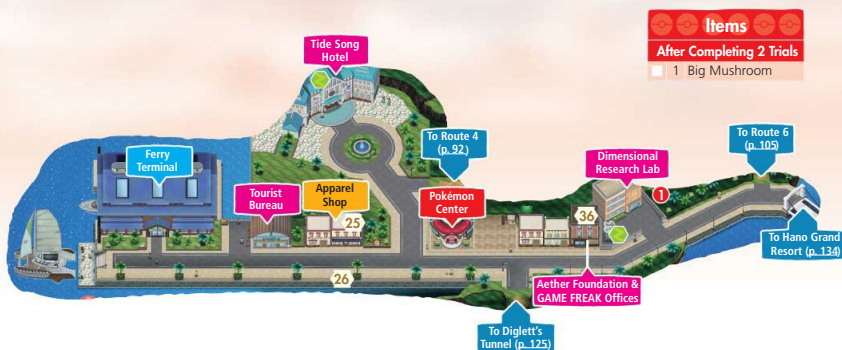 Items
After Completing 2 Trials
1 Big Mushroom
Tide Song
Hotel
To Route 4
(p. 92)
To Route 6
(p. 105)
Dimensional
Research Lab
Ferry
Terminal
Tourist
Bureau
Apparel
Shop
Pokémon
Center
1
25
36
To Hano Grand
Resort (p. 134)
26
Aether Foundation &
GAME FREAK Offices
To Diglett's
Tunnel (p. 125)